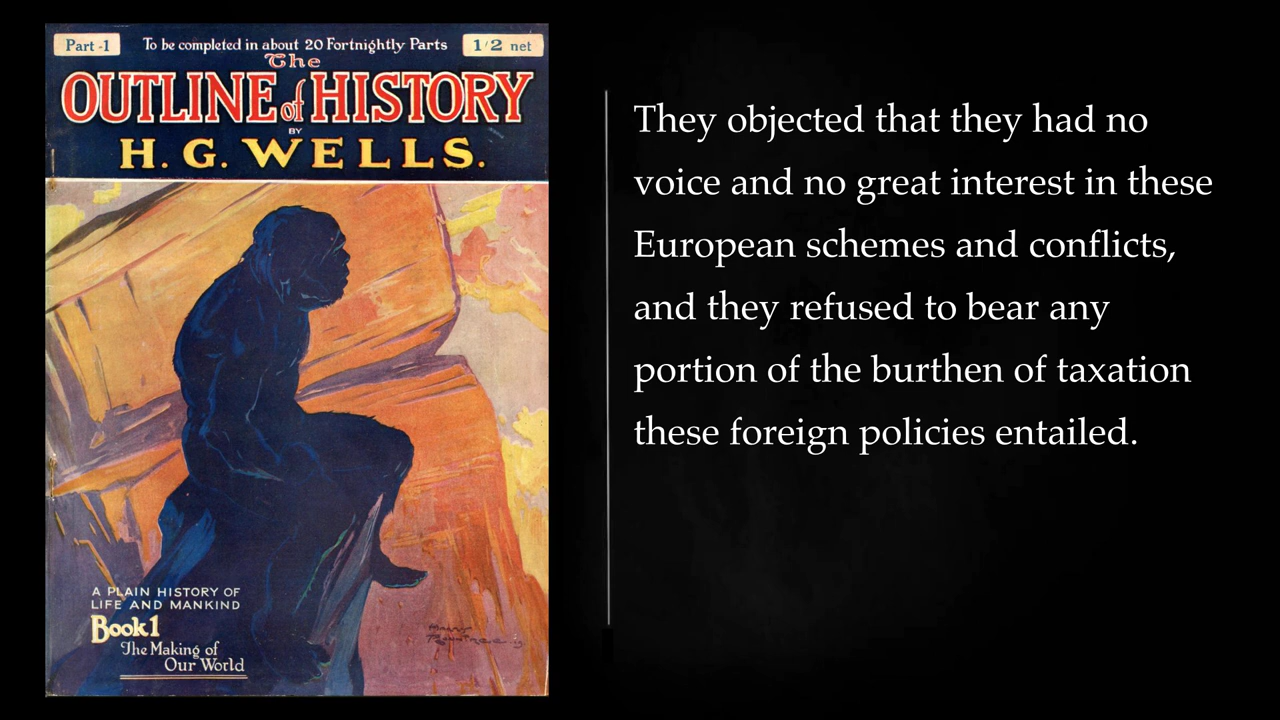 Part -1
To be completed in about 20 Fortnightly Parts
1/2 net
The
OUTLINE of HISTORY
BY
H. G. WELLS.
A PLAIN HISTORY OF
LIFE AND MANKIND
Book 1
The Making of
Our World
They objected that they had no
voice and no great interest in these
European schemes and conflicts,
and they refused to bear any
portion of the burthen of taxation
these foreign policies entailed.